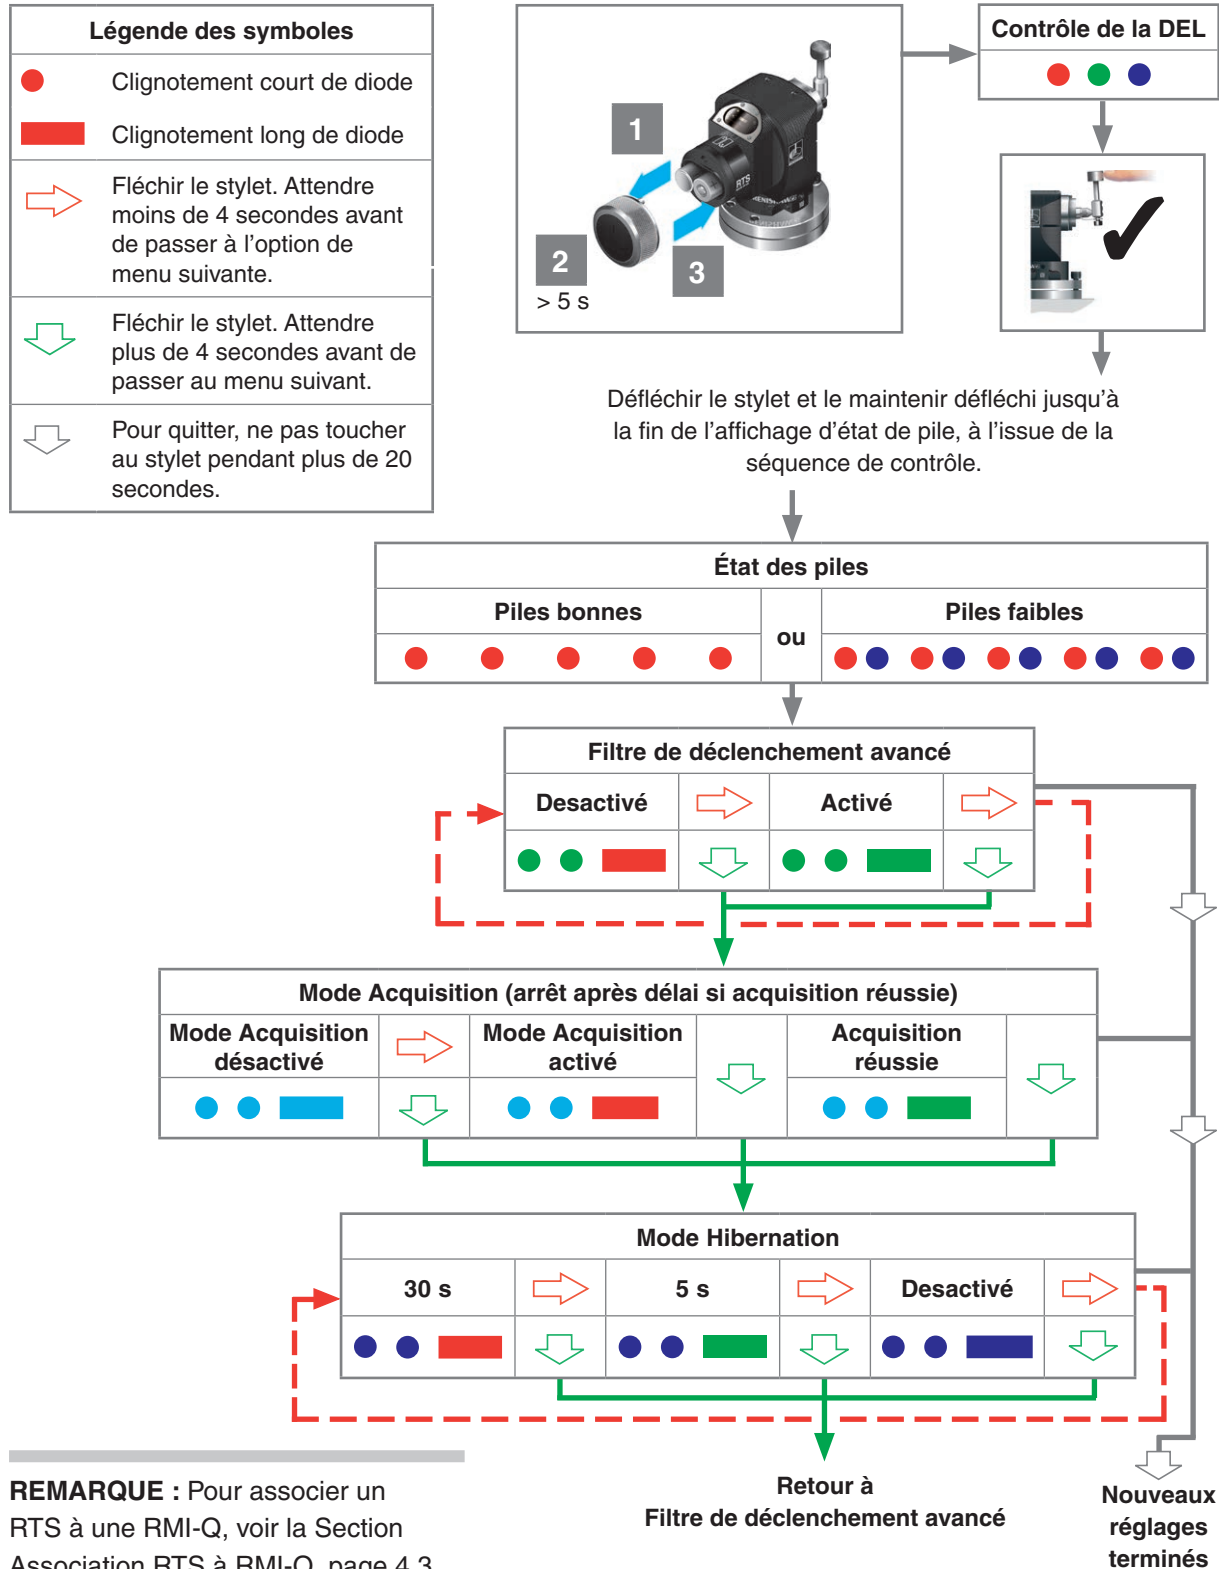 Légende des symboles
Clignotement court de diode
Clignotement long de diode
Fléchir le stylet. Attendre
moins de 4 secondes avant
de passer à l'option de
menu suivante.
Fléchir le stylet. Attendre
plus de 4 secondes avant de
passer au menu suivant.
Pour quitter, ne pas toucher
au stylet pendant plus de 20
secondes.
1
2
> 5 s
3
RTS
Contrôle de la DEL
Défléchir le stylet et le maintenir défléchi jusqu'à
la fin de l'affichage d'état de pile, à l'issue de la
séquence de contrôle.
État des piles
Piles bonnes
ou
Piles faibles
Filtre de déclenchement avancé
Desactivé
Activé
Mode Acquisition (arrêt après délai si acquisition réussie)
Mode Acquisition
désactivé
Mode Acquisition
activé
Acquisition
réussie
Mode Hibernation
30 s
5 s
Desactivé
Retour à
Filtre de déclenchement avancé
Nouveaux
réglages
terminés
REMARQUE : Pour associer un
RTS à une RMI-Q, voir la Section
Association RTS à RMI-Q, page 4.3